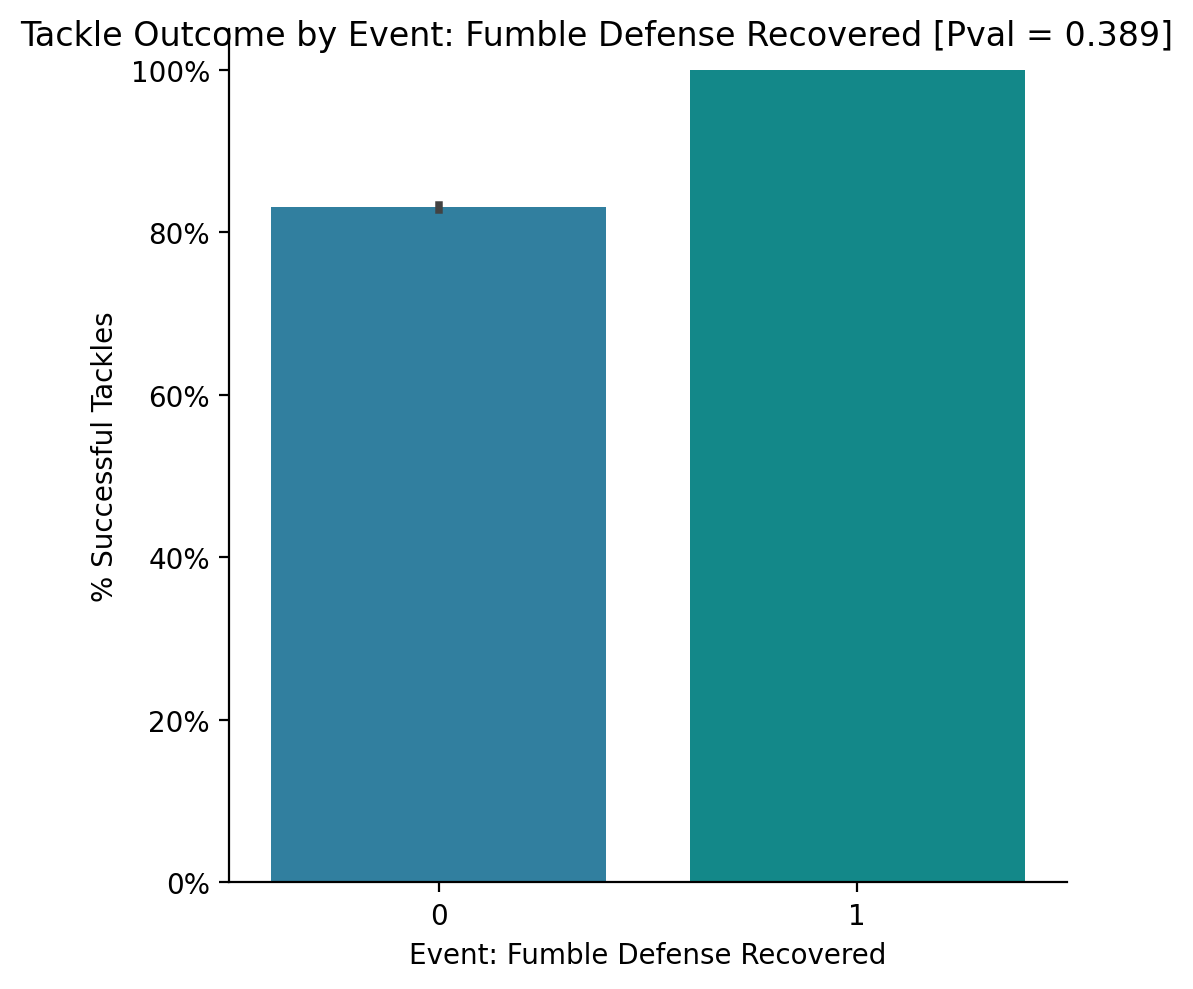 Tackle Outcome by Event: Fumble Defense Recovered [Pval = 0.389]
100%
80%
60%
40%
20%
0%
% Successful Tackles
0
1
Event: Fumble Defense Recovered